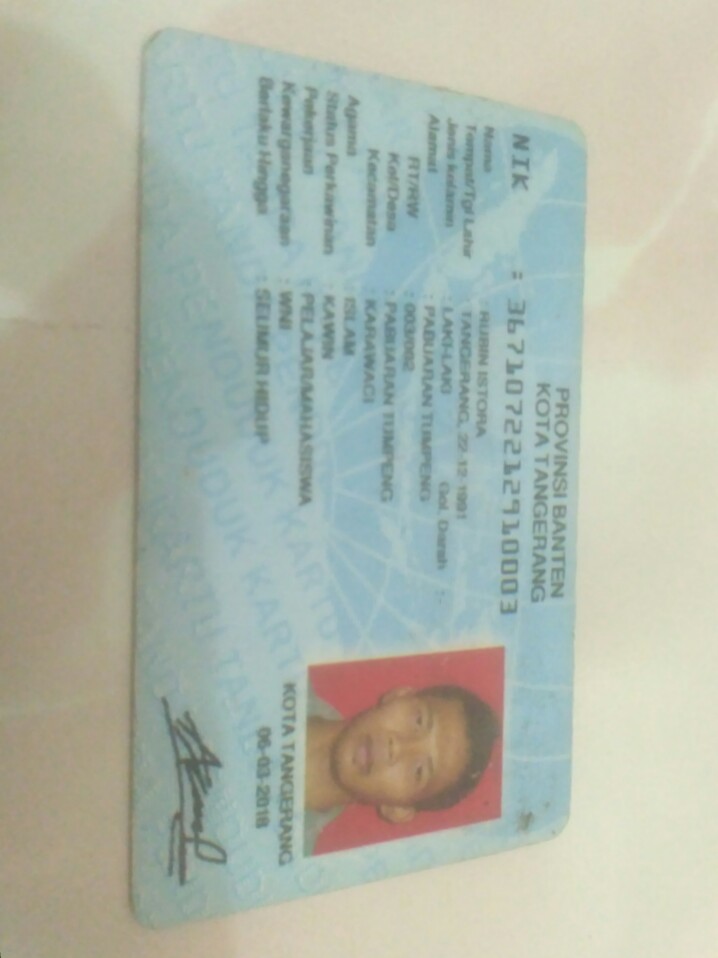 PROVINSI BANTEN
KOTA TANGERANG
NIK : 3671072212910003
Nama : RUBIN ISTORA
Tempat/Tgl Lahir : TANGERANG, 22-12-1991
Jenis kelamin : LAKI-LAKI Gol. Darah : -
Alamat : PABUARAN TUMPENG
RT/RW : 003/002
Kel/Desa : PABUARAN TUMPENG
Kecamatan : KARAWACI
Agama : ISLAM
Status Perkawinan : KAWIN
Pekerjaan : PELAJAR/MAHASISWA
Kewarganegaraan : WNI
Berlaku Hingga : SEUMUR HIDUP
KOTA TANGERANG
06-03-2018